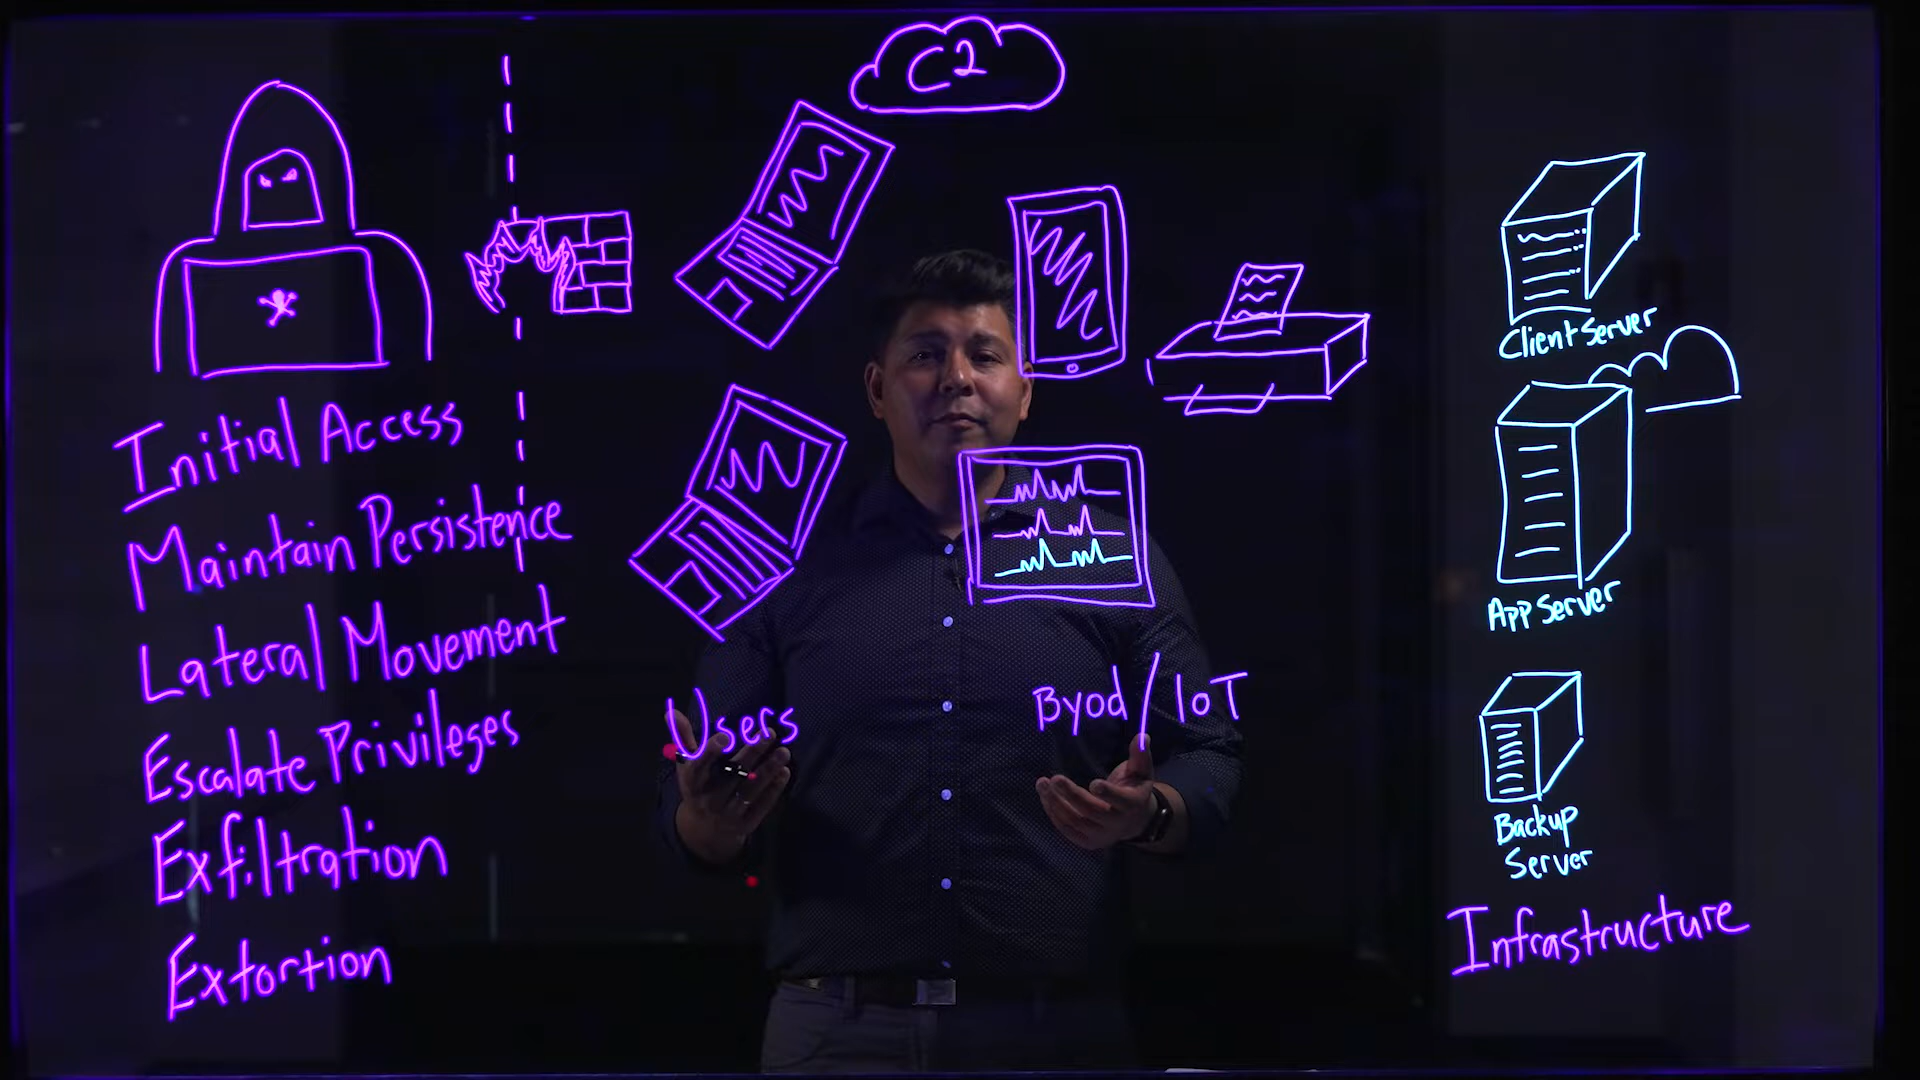 C2
Client Server
Initial Access
Maintain Persistence
App Server
Lateral Movement
Users
Byod/IoT
Escalate Privileges
Backup
Server
Exfiltration
Infrastructure
Extortion